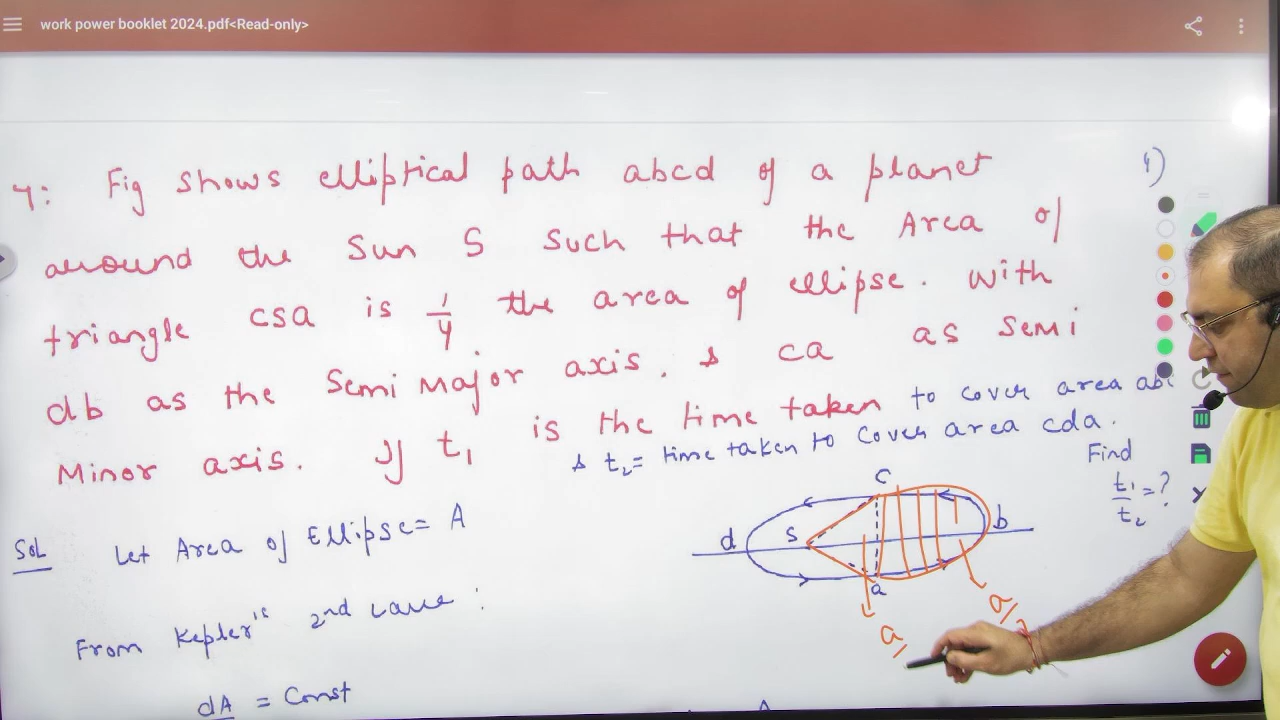 work power booklet 2024.pdf<Read-only>
4: Fig shows elliptical path abcd of a planet
around the Sun S such that the Area of
triangle csa is 1/4 the area of ellipse. With
db as the Semi Major axis. & ca as Semi
Minor axis. If t1 is the time taken to cover area abc
& t2 = time taken to cover area cda.
Find
t1/t2 = ?
Sol Let Area of Ellipse = A
From Kepler's 2nd Lawe :
dA = Const
c
d
s
b
a